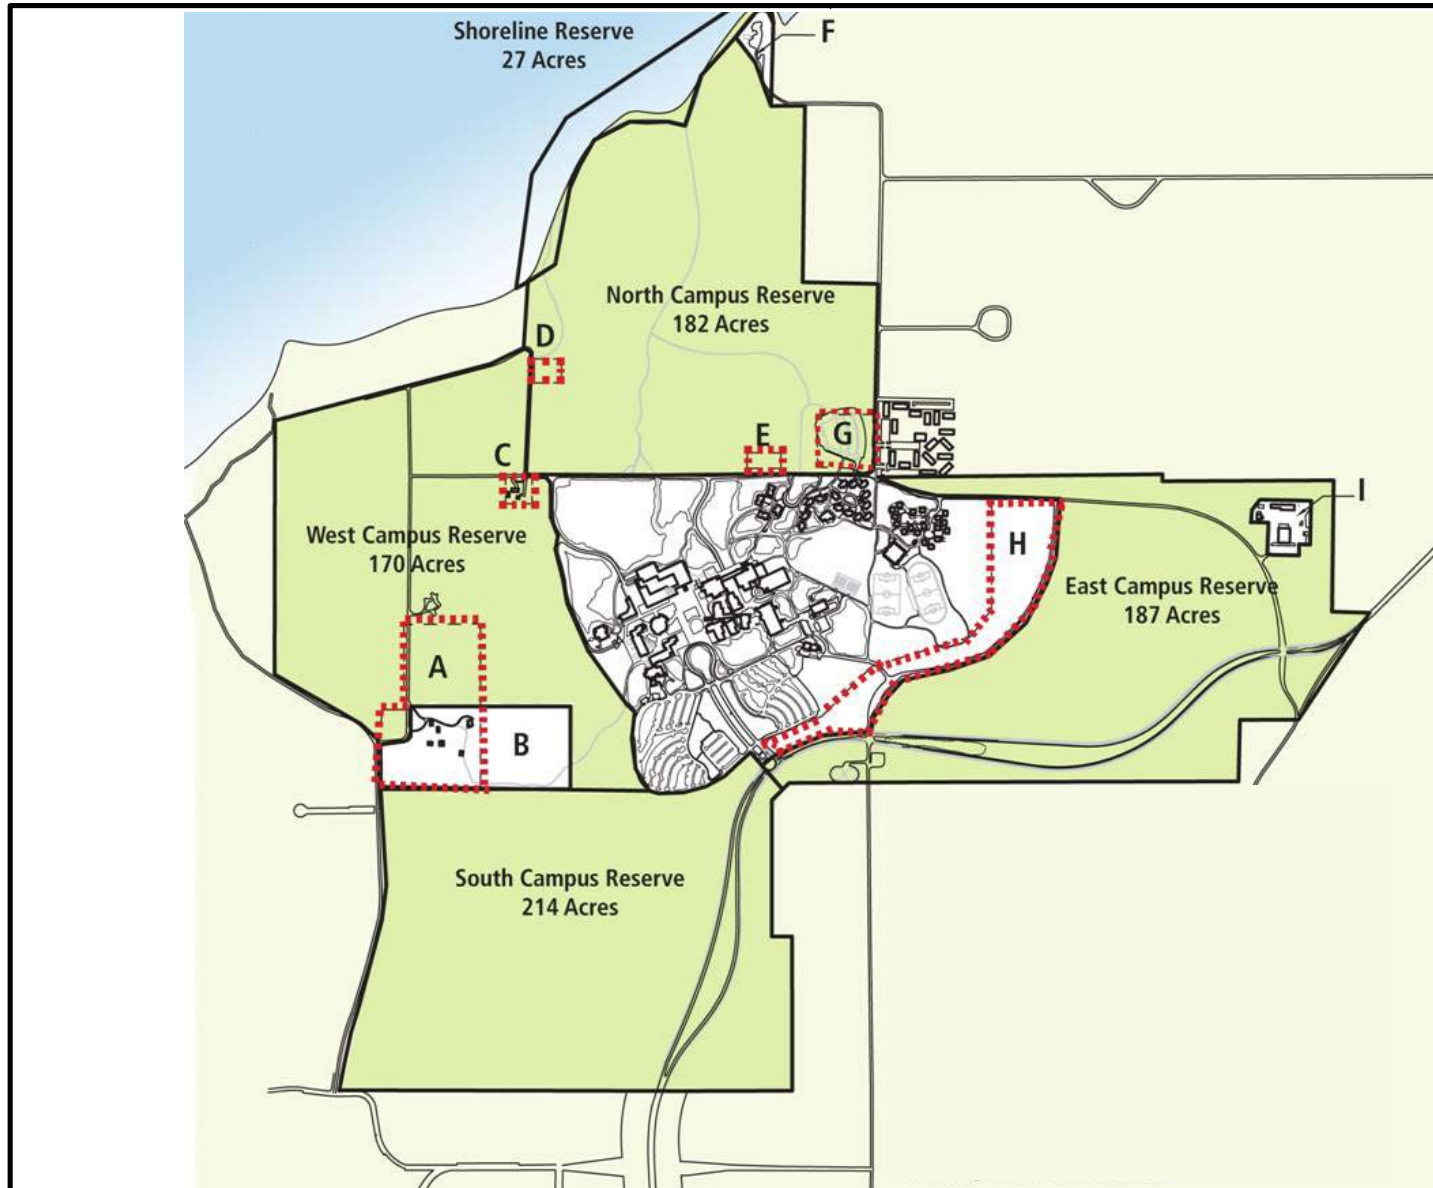 Shoreline Reserve
27 Acres
F
North Campus Reserve
182 Acres
D
E
G
C
I
West Campus Reserve
170 Acres
H
East Campus Reserve
187 Acres
A
B
South Campus Reserve
214 Acres